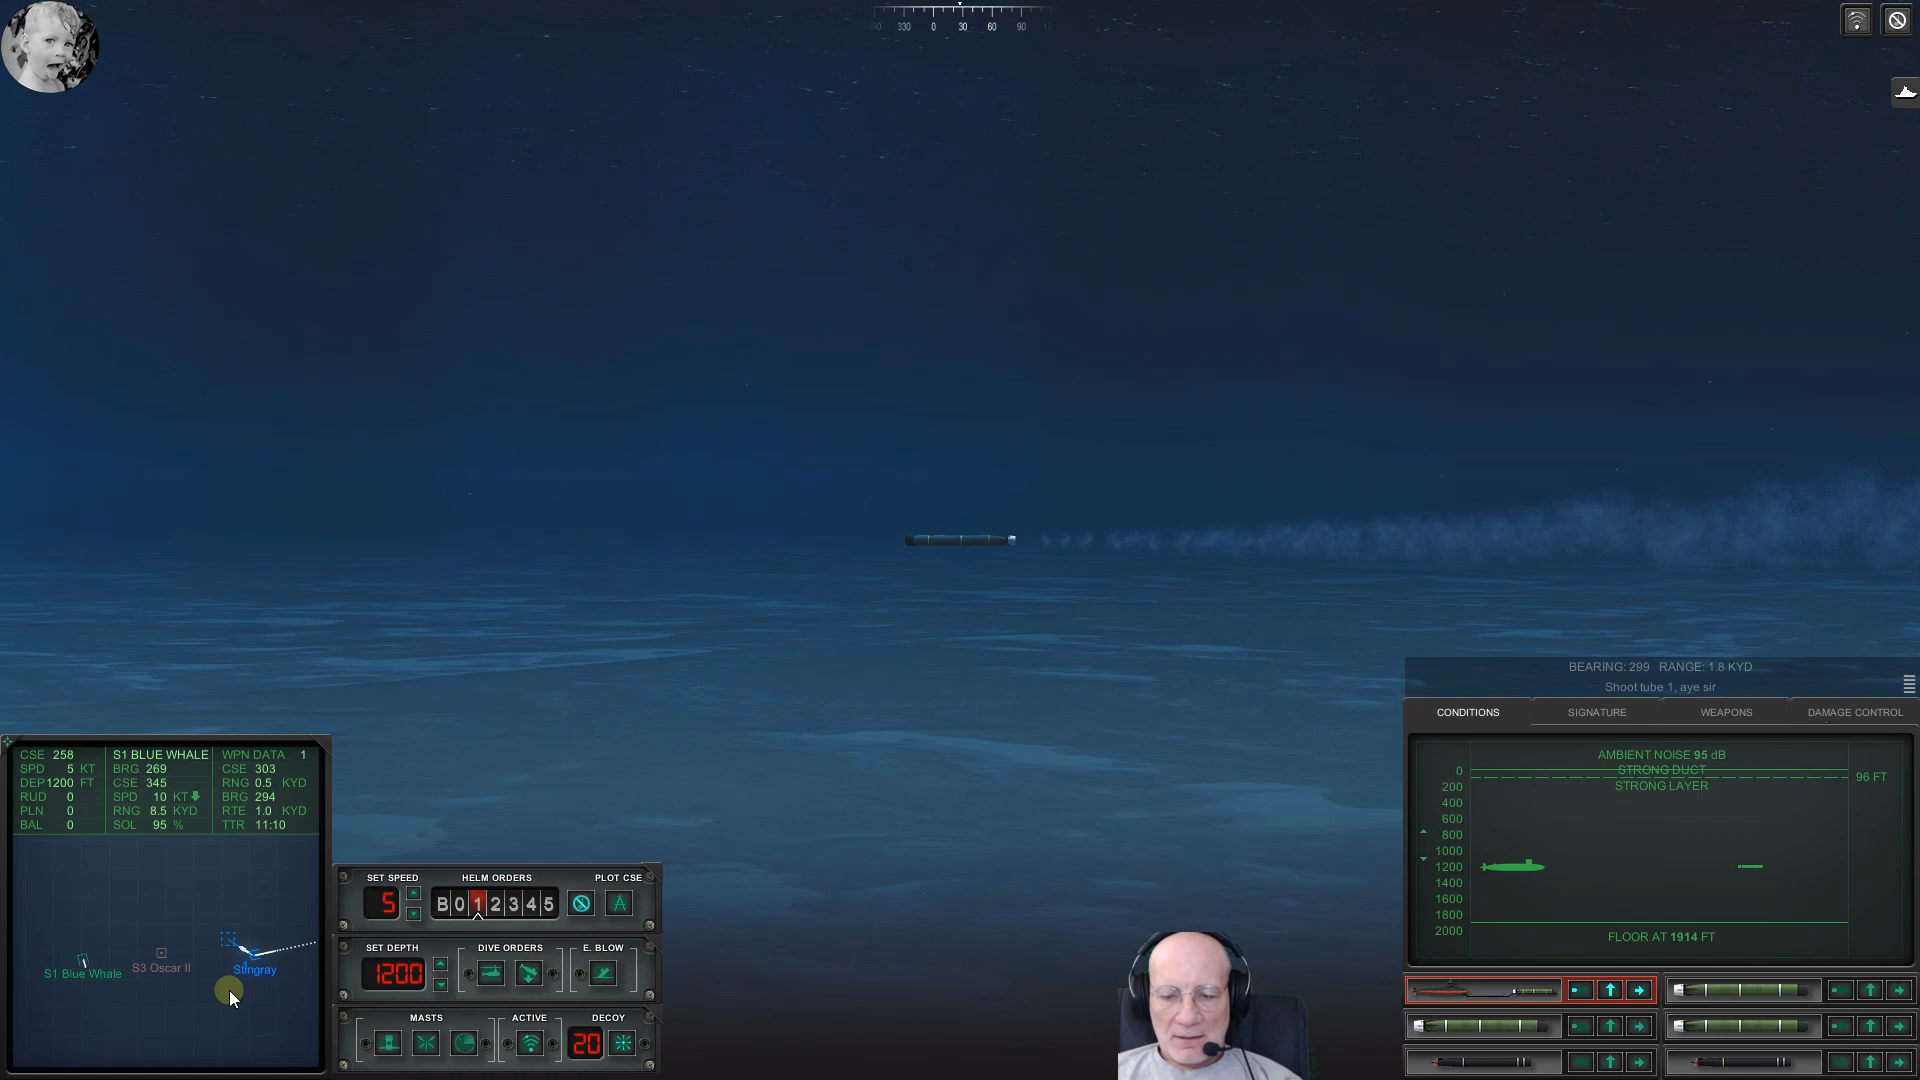 330 0 30 60 90
BEARING: 299 RANGE: 1.8 KYD
Shoot tube 1, aye sir
CONDITIONS SIGNATURE WEAPONS DAMAGE CONTROL
CSE 258 S1 BLUE WHALE WPN DATA 1
SPD 5 KT BRG 269 CSE 303
DEP 1200 FT CSE 345 RNG 0.5 KYD
RUD 0 SPD 10 KT BRG 294
PLN 0 RNG 8.5 KYD RTE 1.0 KYD
BAL 0 SOL 95 % TTR 11:10
S1 Blue Whale S3 Oscar II Stingray
SET SPEED HELM ORDERS PLOT CSE
5 B 0 1 2 3 4 5
SET DEPTH DIVE ORDERS E. BLOW
1200
MASTS ACTIVE DECOY
20
AMBIENT NOISE 95 dB
0 STRONG DUCT 96 FT
200 STRONG LAYER
400
600
800
1000
1200
1400
1600
1800
2000 FLOOR AT 1914 FT